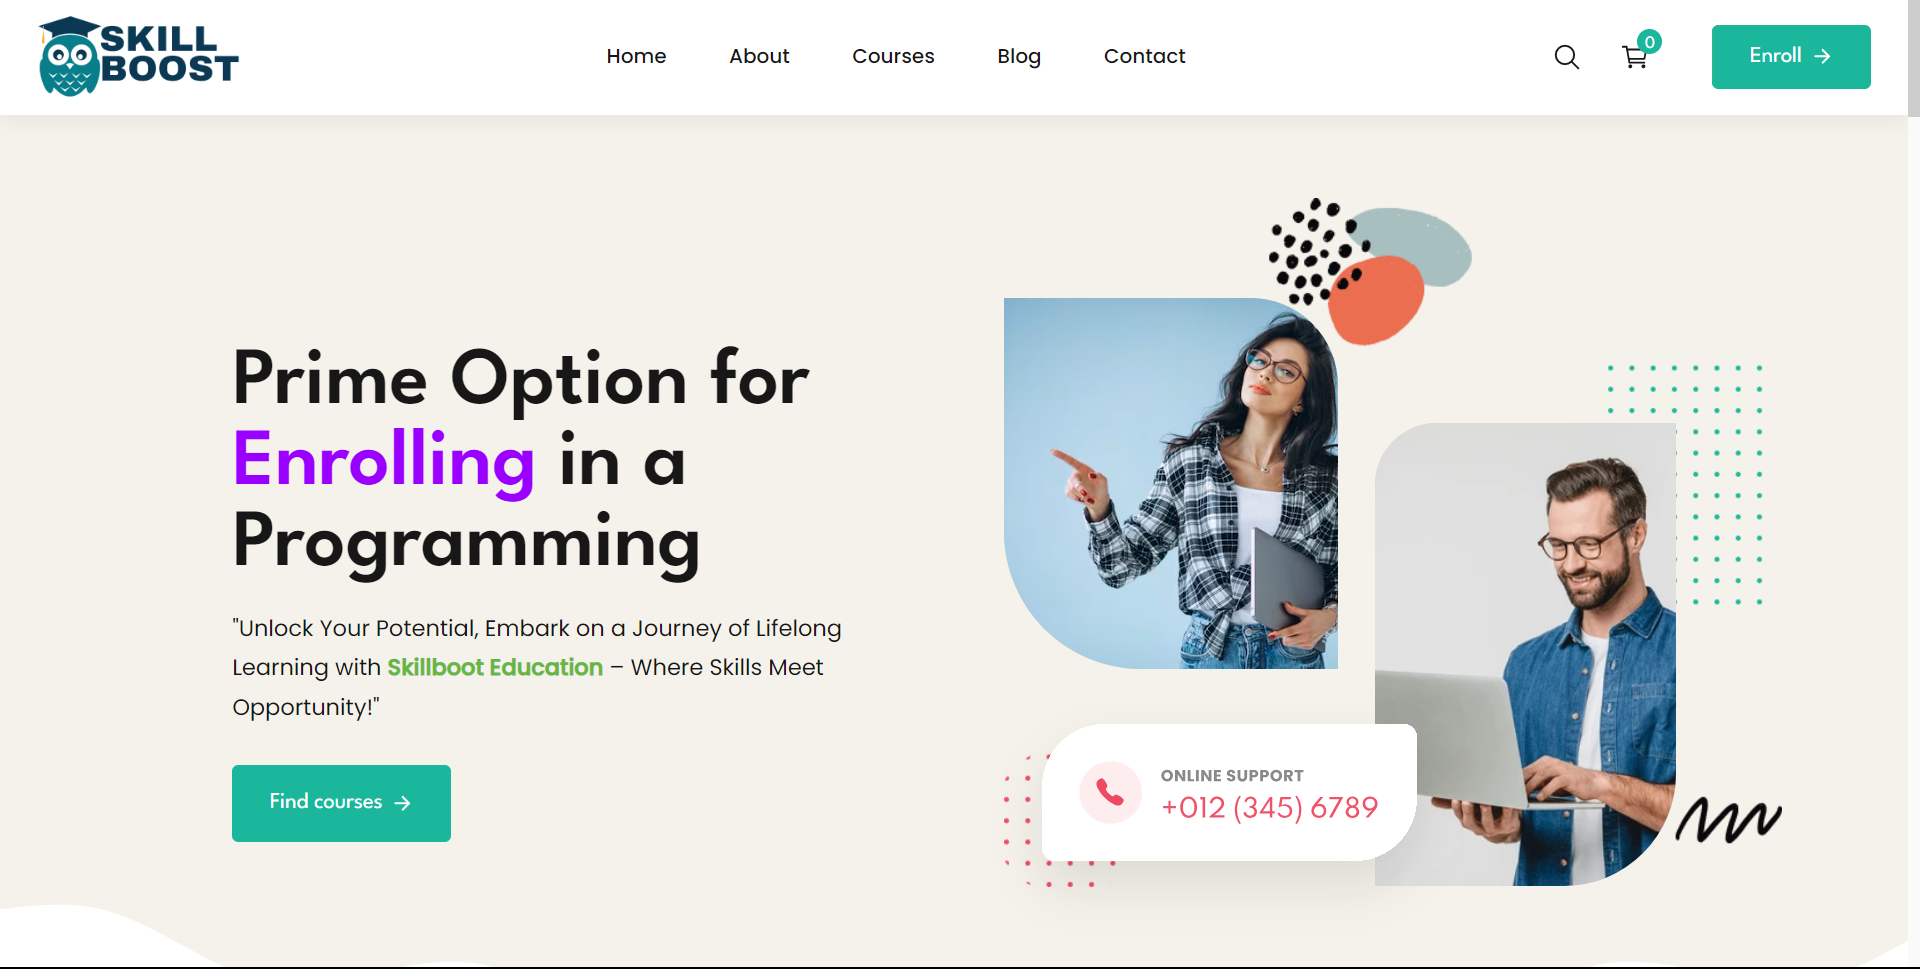 SKILL
BOOST
Home About Courses Blog Contact
0
Enroll
Prime Option for
Enrolling in a
Programming
"Unlock Your Potential, Embark on a Journey of Lifelong
Learning with Skillboot Education – Where Skills Meet
Opportunity!"
Find courses
ONLINE SUPPORT
+012 (345) 6789